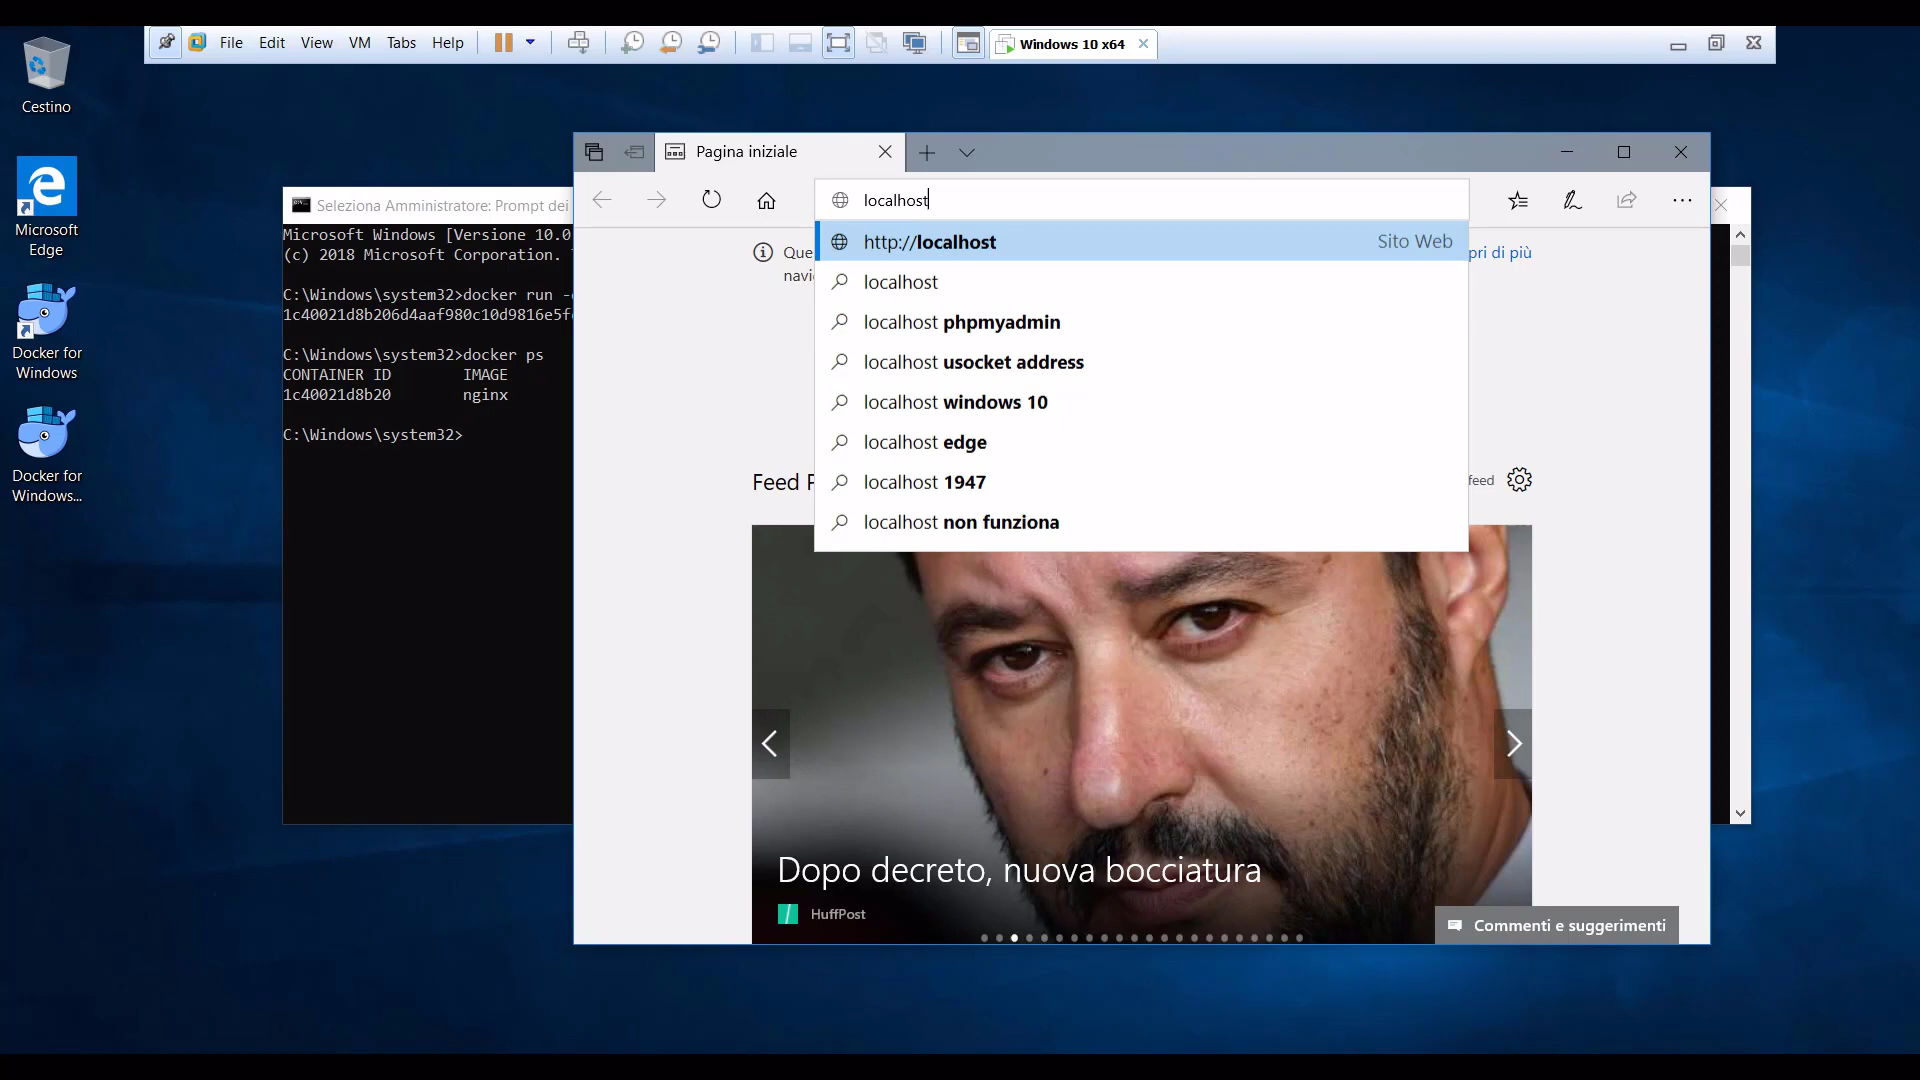 File Edit View VM Tabs Help
Windows 10 x64
Cestino
Microsoft
Edge
Docker for
Windows
Docker for
Windows...
Seleziona Amministratore: Prompt dei
Microsoft Windows [Versione 10.0
(c) 2018 Microsoft Corporation.
C:\Windows\system32>docker run -
1c40021d8b206d4aaf980c10d9816e5f
C:\Windows\system32>docker ps
CONTAINER ID IMAGE
1c40021d8b20 nginx
C:\Windows\system32>
Pagina iniziale
localhost
http://localhost Sito Web
localhost
localhost phpmyadmin
localhost usocket address
localhost windows 10
localhost edge
localhost 1947
localhost non funziona
Que
navi
pri di più
Feed
feed
Dopo decreto, nuova bocciatura
HuffPost
Commenti e suggerimenti